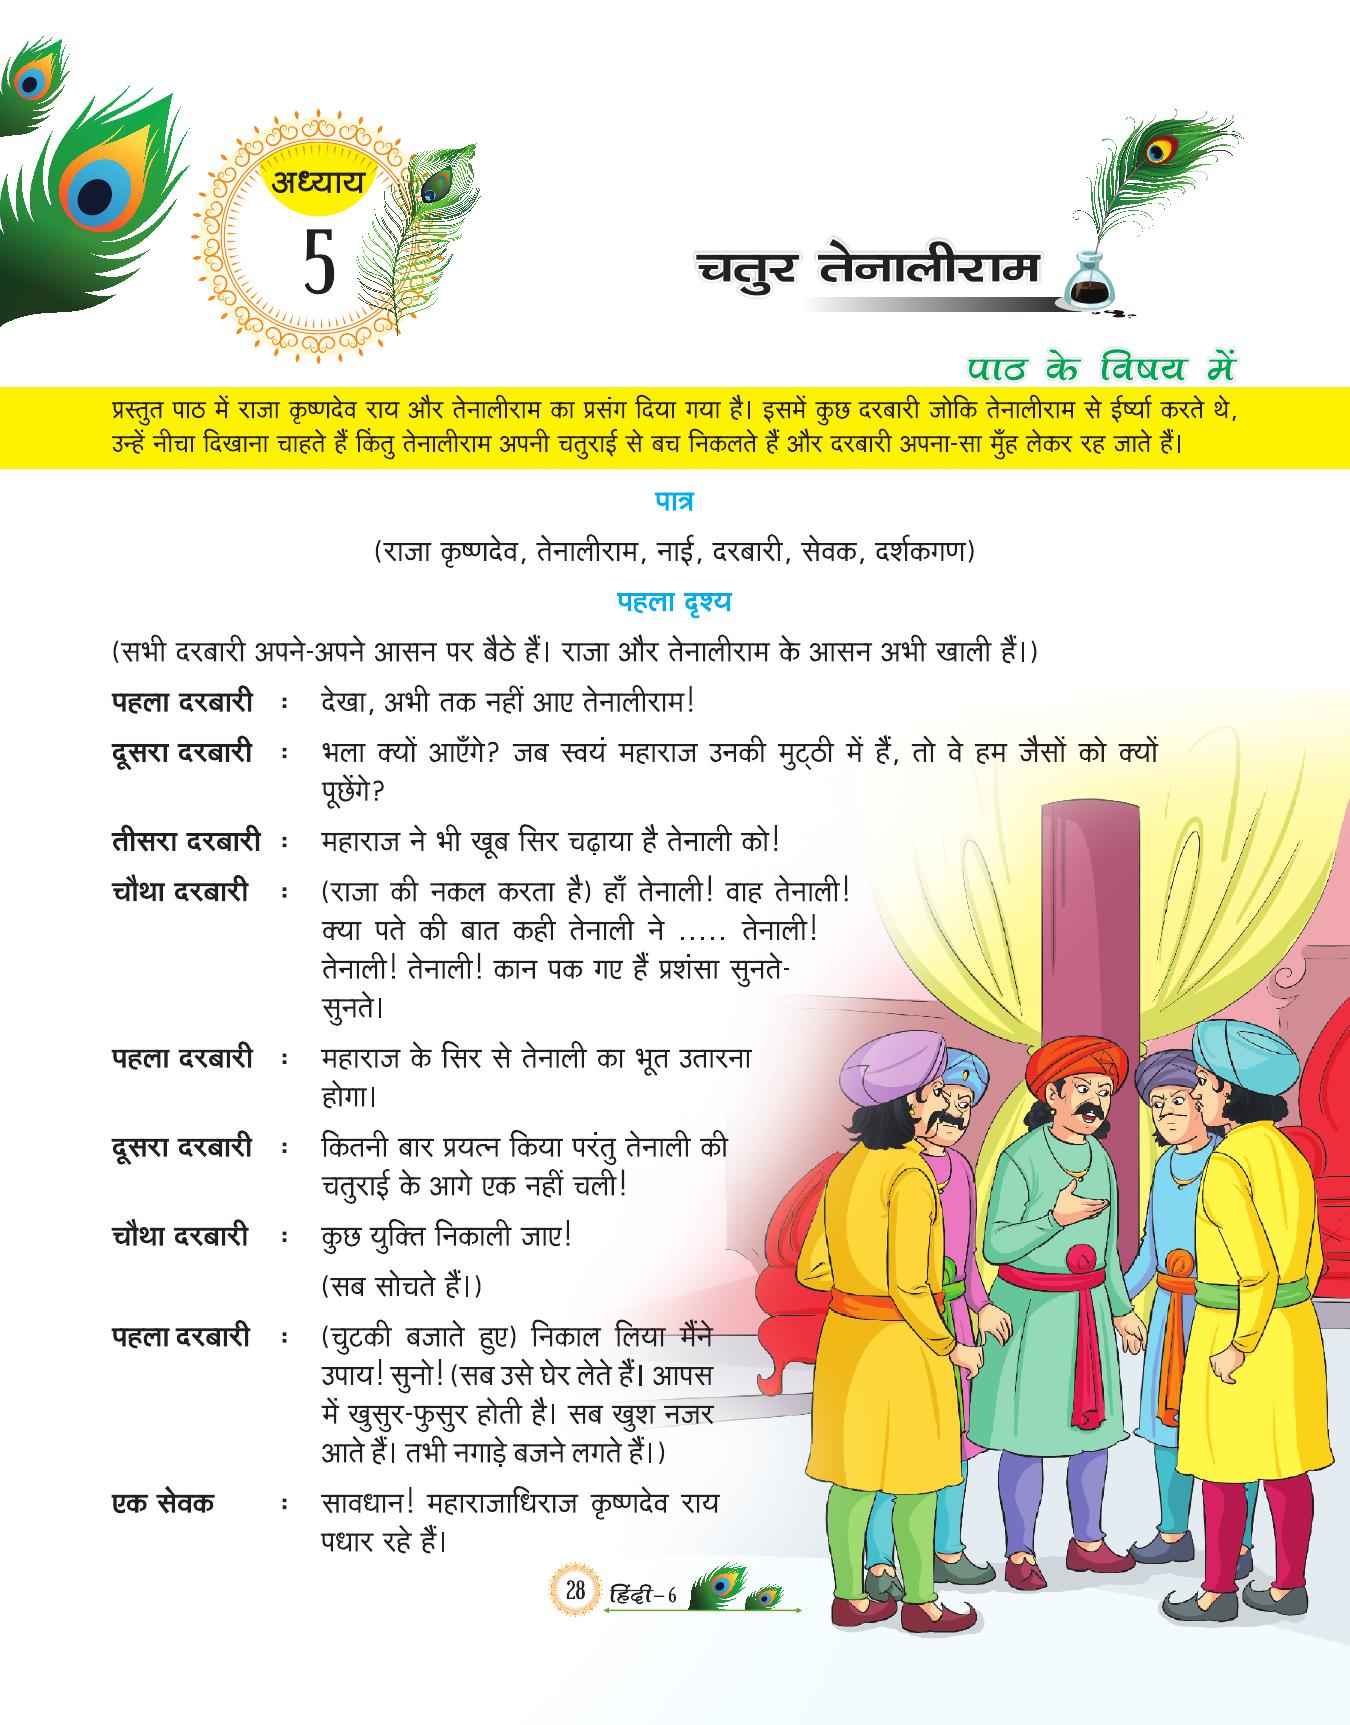 अध्याय
5
चतुर तेनालीराम
पाठ के विषय में
प्रस्तुत पाठ में राजा कृष्णदेव राय और तेनालीराम का प्रसंग दिया गया है। इसमें कुछ दरबारी जोकि तेनालीराम से ईर्ष्या करते थे,
उन्हें नीचा दिखाना चाहते हैं किंतु तेनालीराम अपनी चतुराई से बच निकलते हैं और दरबारी अपना-सा मुँह लेकर रह जाते हैं।
पात्र
(राजा कृष्णदेव, तेनालीराम, नाई, दरबारी, सेवक, दर्शकगण)
पहला दृश्य
(सभी दरबारी अपने-अपने आसन पर बैठे हैं। राजा और तेनालीराम के आसन अभी खाली हैं।)
पहला दरबारी : देखा, अभी तक नहीं आए तेनालीराम!
दूसरा दरबारी : भला क्यों आएँगे? जब स्वयं महाराज उनकी मुट्ठी में हैं, तो वे हम जैसों को क्यों
पूछेंगे?
तीसरा दरबारी : महाराज ने भी खूब सिर चढ़ाया है तेनाली को!
चौथा दरबारी : (राजा की नकल करता है) हाँ तेनाली! वाह तेनाली!
क्या पते की बात कही तेनाली ने ..... तेनाली!
तेनाली! तेनाली! कान पक गए हैं प्रशंसा सुनते-
सुनते।
पहला दरबारी : महाराज के सिर से तेनाली का भूत उतारना
होगा।
दूसरा दरबारी : कितनी बार प्रयत्न किया परंतु तेनाली की
चतुराई के आगे एक नहीं चली!
चौथा दरबारी : कुछ युक्ति निकाली जाए!
(सब सोचते हैं।)
पहला दरबारी : (चुटकी बजाते हुए) निकाल लिया मैंने
उपाय! सुनो! (सब उसे घेर लेते हैं। आपस
में खुसुर-फुसुर होती है। सब खुश नजर
आते हैं। तभी नगाड़े बजने लगते हैं।)
एक सेवक : सावधान! महाराजाधिराज कृष्णदेव राय
पधार रहे हैं।
28 हिंदी–6